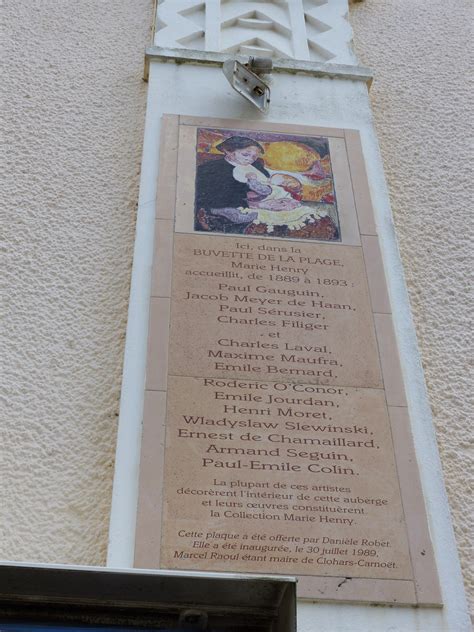 Ici, dans la
BUVETTE DE LA PLAGE,
Marie Henry
accueillit, de 1889 à 1893 :
Paul Gauguin,
Jacob Meyer de Haan,
Paul Sérusier,
Charles Filiger
et
Charles Laval,
Maxime Maufra,
Emile Bernard,
Roderic O'Conor,
Emile Jourdan,
Henri Moret,
Wladyslaw Slewinski,
Ernest de Chamaillard,
Armand Seguin,
Paul-Emile Colin.
La plupart de ces artistes
décorèrent l'intérieur de cette auberge
et leurs œuvres constituèrent
la Collection Marie Henry.
Cette plaque a été offerte par Danièle Robet.
Elle a été inaugurée, le 30 juillet 1989,
Marcel Raoul étant maire de Clohars-Carnoët.